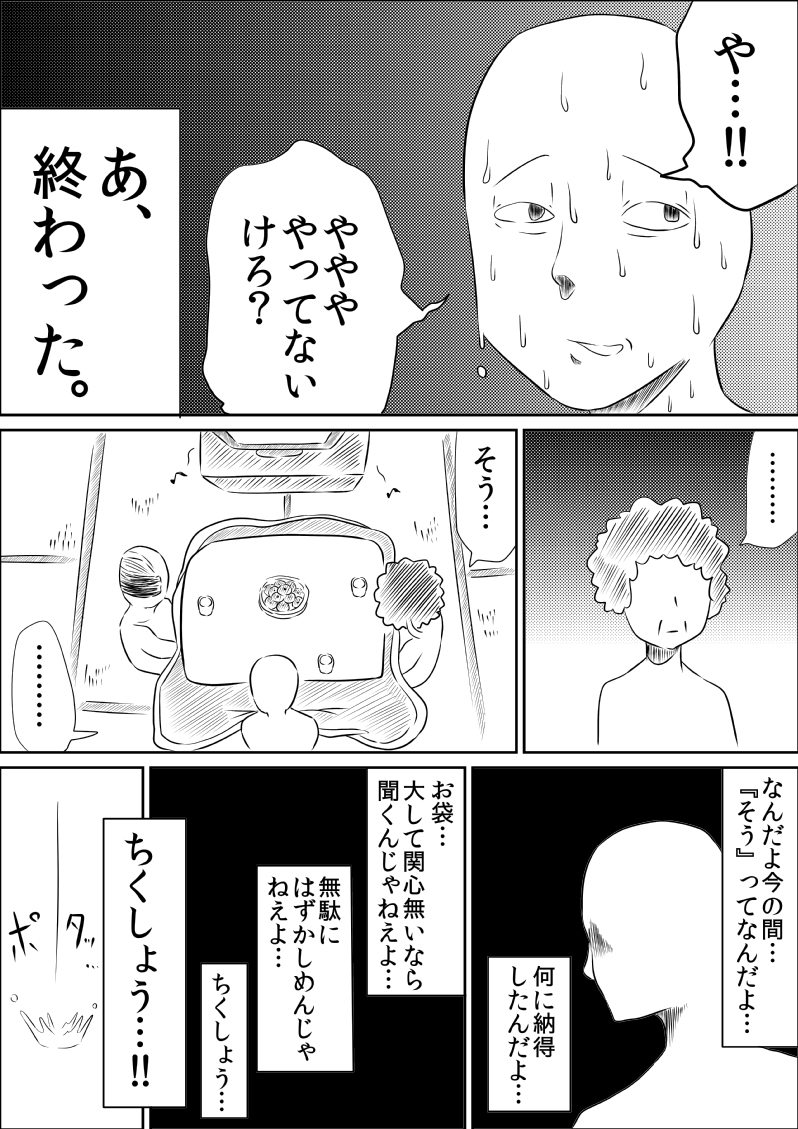 や…!!
ややや
やってない
けろ？
あ、
終わった。
………
そう…
………
なんだよ今の間…
『そう』ってなんだよ…
何に納得
したんだよ…
お袋…
大して関心無いなら
聞くんじゃねえよ…
無駄に
はずかしめんじゃ
ねえよ…
ちくしょう…
ちくしょう…!!
ポタッ…